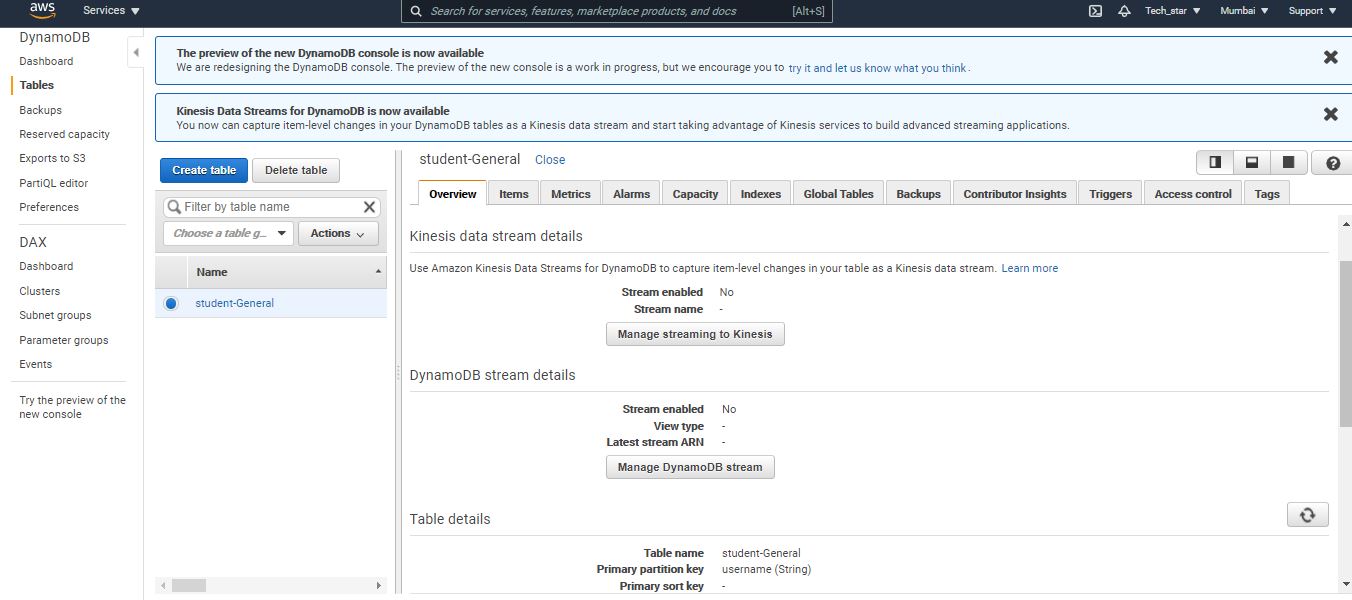 aws
Services
Search for services, features, marketplace products, and docs [Alt+S]
Tech_star
Mumbai
Support
DynamoDB
Dashboard
Tables
Backups
Reserved capacity
Exports to S3
PartiQL editor
Preferences
DAX
Dashboard
Clusters
Subnet groups
Parameter groups
Events
Try the preview of the
new console
The preview of the new DynamoDB console is now available
We are redesigning the DynamoDB console. The preview of the new console is a work in progress, but we encourage you to try it and let us know what you think.
Kinesis Data Streams for DynamoDB is now available
You now can capture item-level changes in your DynamoDB tables as a Kinesis data stream and start taking advantage of Kinesis services to build advanced streaming applications.
Create table
Delete table
Filter by table name
Choose a table g...
Actions
Name
student-General
student-General Close
Overview Items Metrics Alarms Capacity Indexes Global Tables Backups Contributor Insights Triggers Access control Tags
Kinesis data stream details
Use Amazon Kinesis Data Streams for DynamoDB to capture item-level changes in your table as a Kinesis data stream. Learn more
Stream enabled No
Stream name -
Manage streaming to Kinesis
DynamoDB stream details
Stream enabled No
View type -
Latest stream ARN -
Manage DynamoDB stream
Table details
Table name student-General
Primary partition key username (String)
Primary sort key -